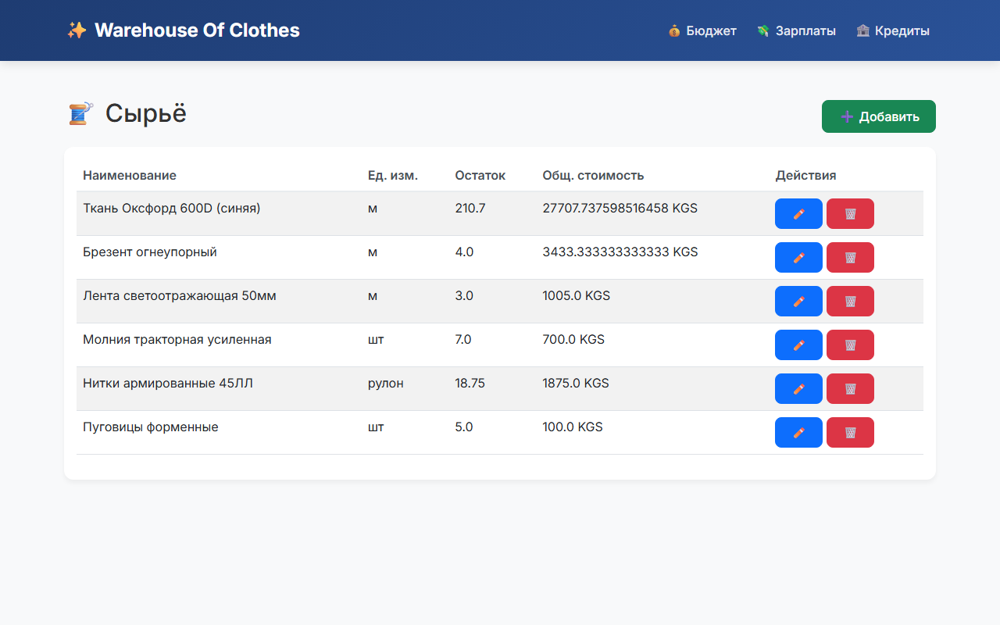 ✨ Warehouse Of Clothes
💰 Бюджет 💸 Зарплаты 🏦 Кредиты
🧵 Сырьё
➕ Добавить
Наименование Ед. изм. Остаток Общ. стоимость Действия
Ткань Оксфорд 600D (синяя) м 210.7 27707.737598516458 KGS
Брезент огнеупорный м 4.0 3433.333333333333 KGS
Лента светоотражающая 50мм м 3.0 1005.0 KGS
Молния тракторная усиленная шт 7.0 700.0 KGS
Нитки армированные 45ЛЛ рулон 18.75 1875.0 KGS
Пуговицы форменные шт 5.0 100.0 KGS